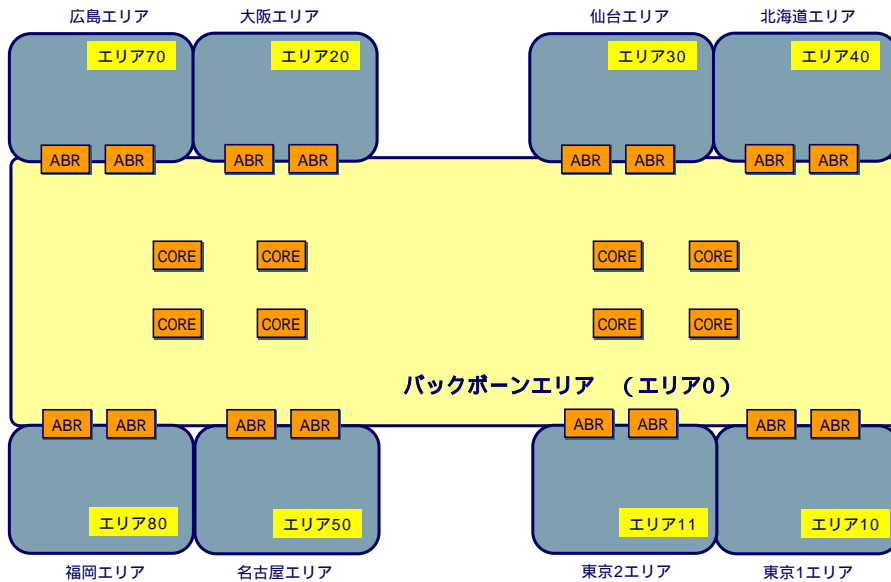 広島エリア 大阪エリア 仙台エリア 北海道エリア
エリア70 エリア20 エリア30 エリア40
ABR ABR ABR ABR ABR ABR ABR ABR
CORE CORE CORE CORE
CORE CORE CORE CORE
バックボーンエリア （エリア0）
ABR ABR ABR ABR ABR ABR ABR ABR
エリア80 エリア50 エリア11 エリア10
福岡エリア 名古屋エリア 東京2エリア 東京1エリア